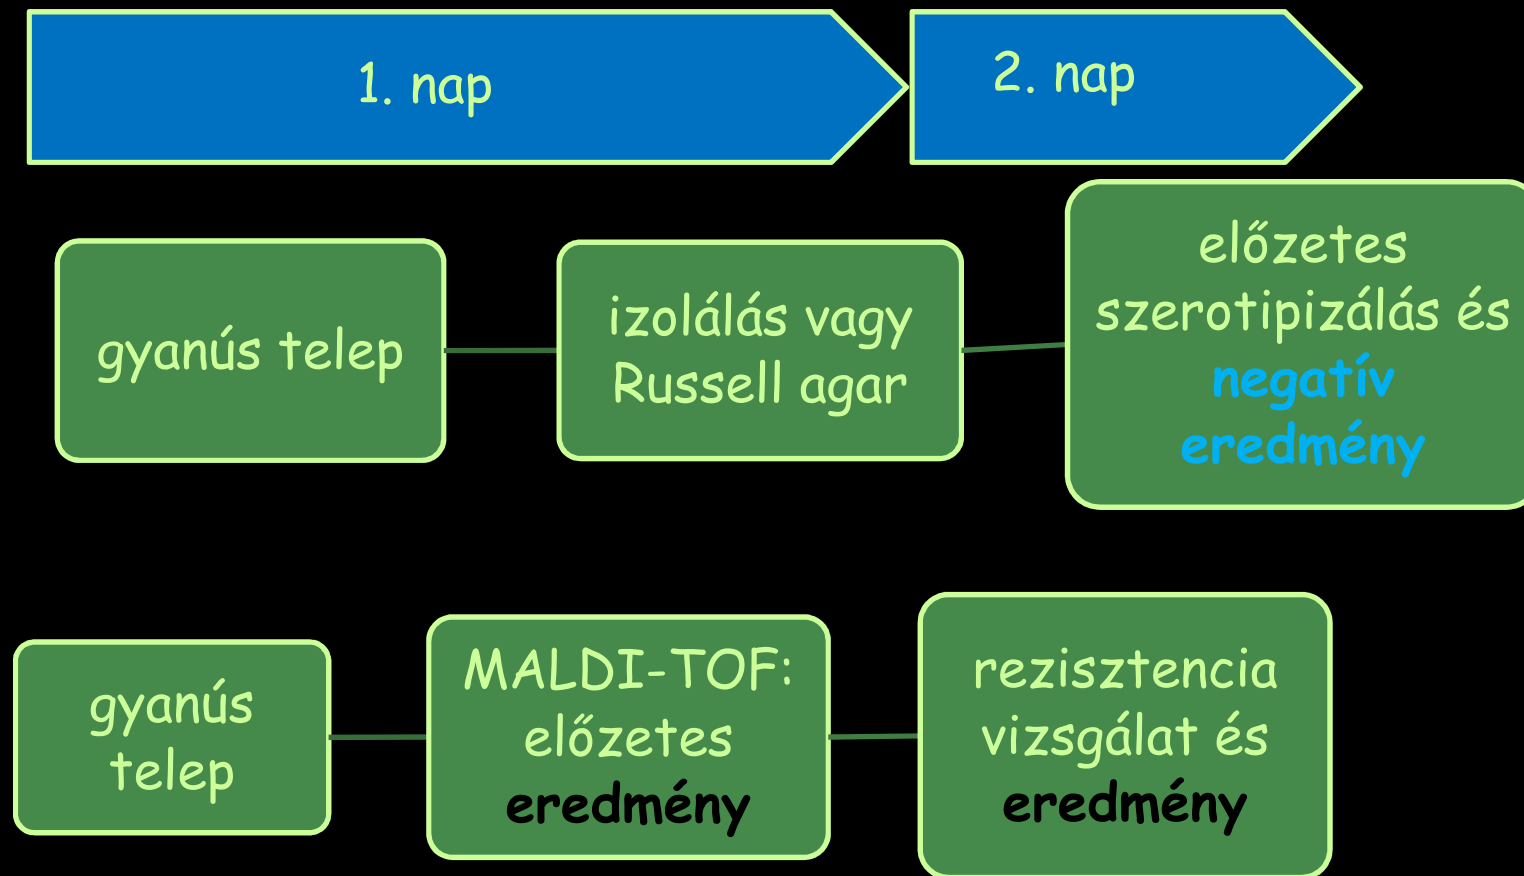 1. nap
2. nap
gyanús telep
izolálás vagy
Russell agar
előzetes
szerotipizálás és
negatív
eredmény
gyanús
telep
MALDI-TOF:
előzetes
eredmény
rezisztencia
vizsgálat és
eredmény